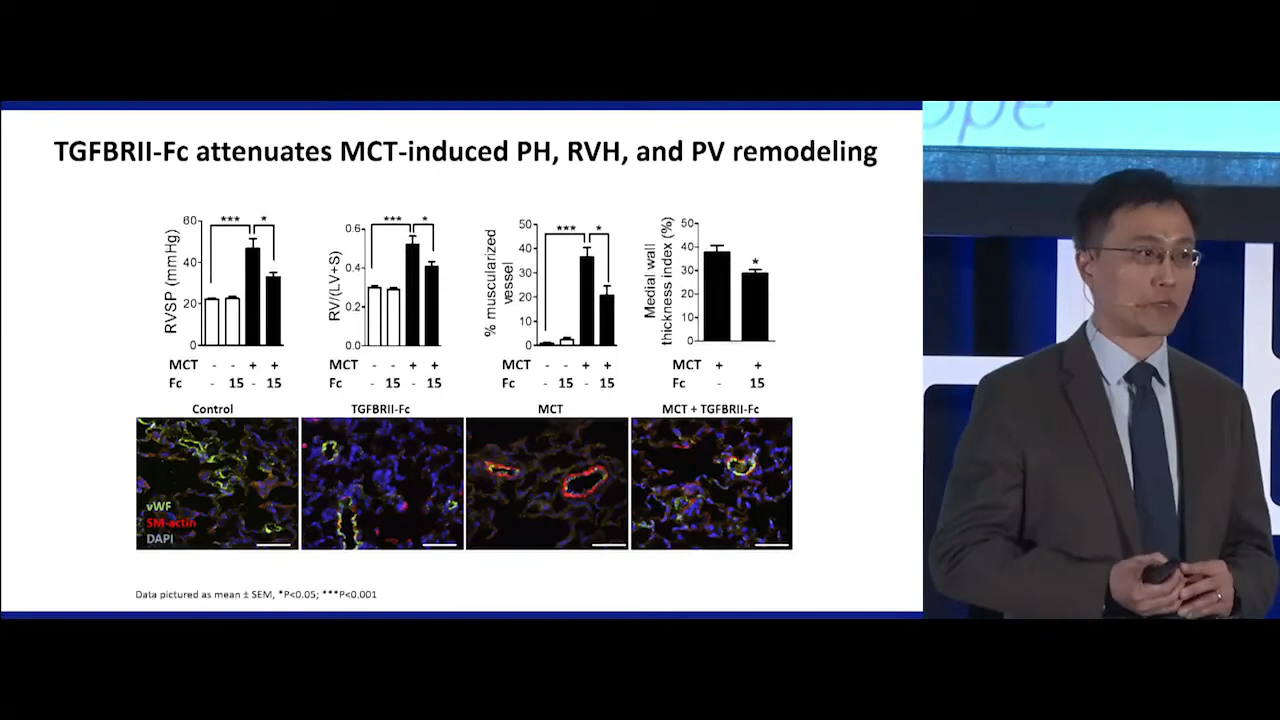 ope
TGFBRII-Fc attenuates MCT-induced PH, RVH, and PV remodeling
RVSP (mmHg)
60
40
20
0
*** *
MCT - - + +
Fc - 15 - 15
RV/(LV+S)
0.6
0.4
0.2
0.0
*** *
MCT - - + +
Fc - 15 - 15
% muscularized
vessel
50
40
30
20
10
0
*** *
MCT - - + +
Fc - 15 - 15
Medial wall
thickness index (%)
50
40
30
20
10
0
*
MCT + +
Fc - 15
Control TGFBRII-Fc MCT MCT + TGFBRII-Fc
vWF
SM-actin
DAPI
Data pictured as mean ± SEM, *P<0.05; ***P<0.001